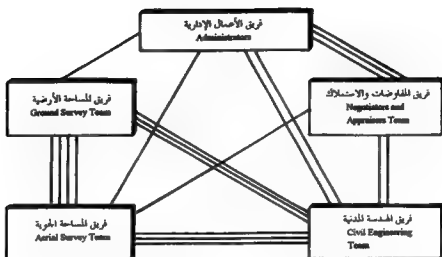 فريق الأعمال الإدارية
Administrators
فريق المساحة الأرضية
Ground Survey Team
فريق المفاوضات والاستملاك
Negotiators and
Appraisers Team
فريق المساحة الجوية
Aerial Survey Team
فريق الهندسة المدنية
Civil Engineering
Team